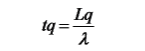 tq = Lq / λ